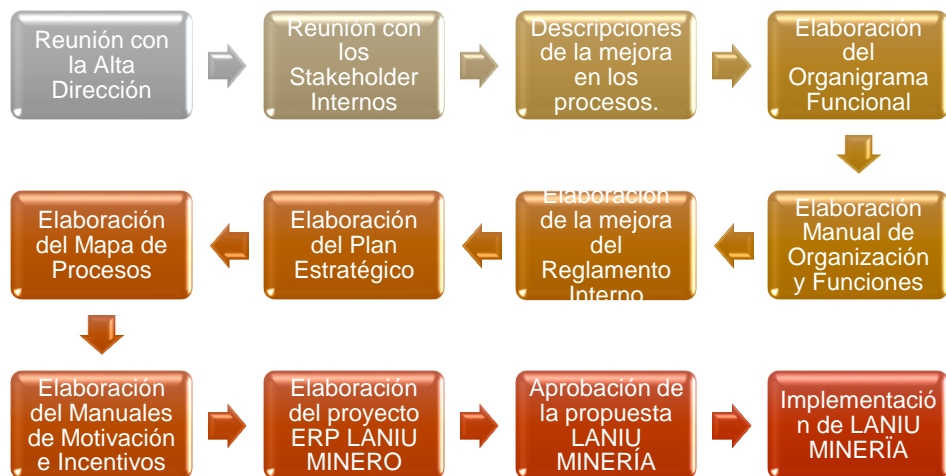 Reunión con
la Alta
Dirección
Reunión con
los
Stakeholder
Internos
Descripciones
de la mejora
en los
procesos.
Elaboración
del
Organigrama
Funcional
Elaboración
Manual de
Organización
y Funciones
Elaboración
de la mejora
del
Reglamento
Interno
Elaboración
del Plan
Estratégico
Elaboración
del Mapa de
Procesos
Elaboración
del Manuales
de Motivación
e Incentivos
Elaboración
del proyecto
ERP LANIU
MINERO
Aprobación de
la propuesta
LANIU
MINERÍA
Implementació
n de LANIU
MINERÏA